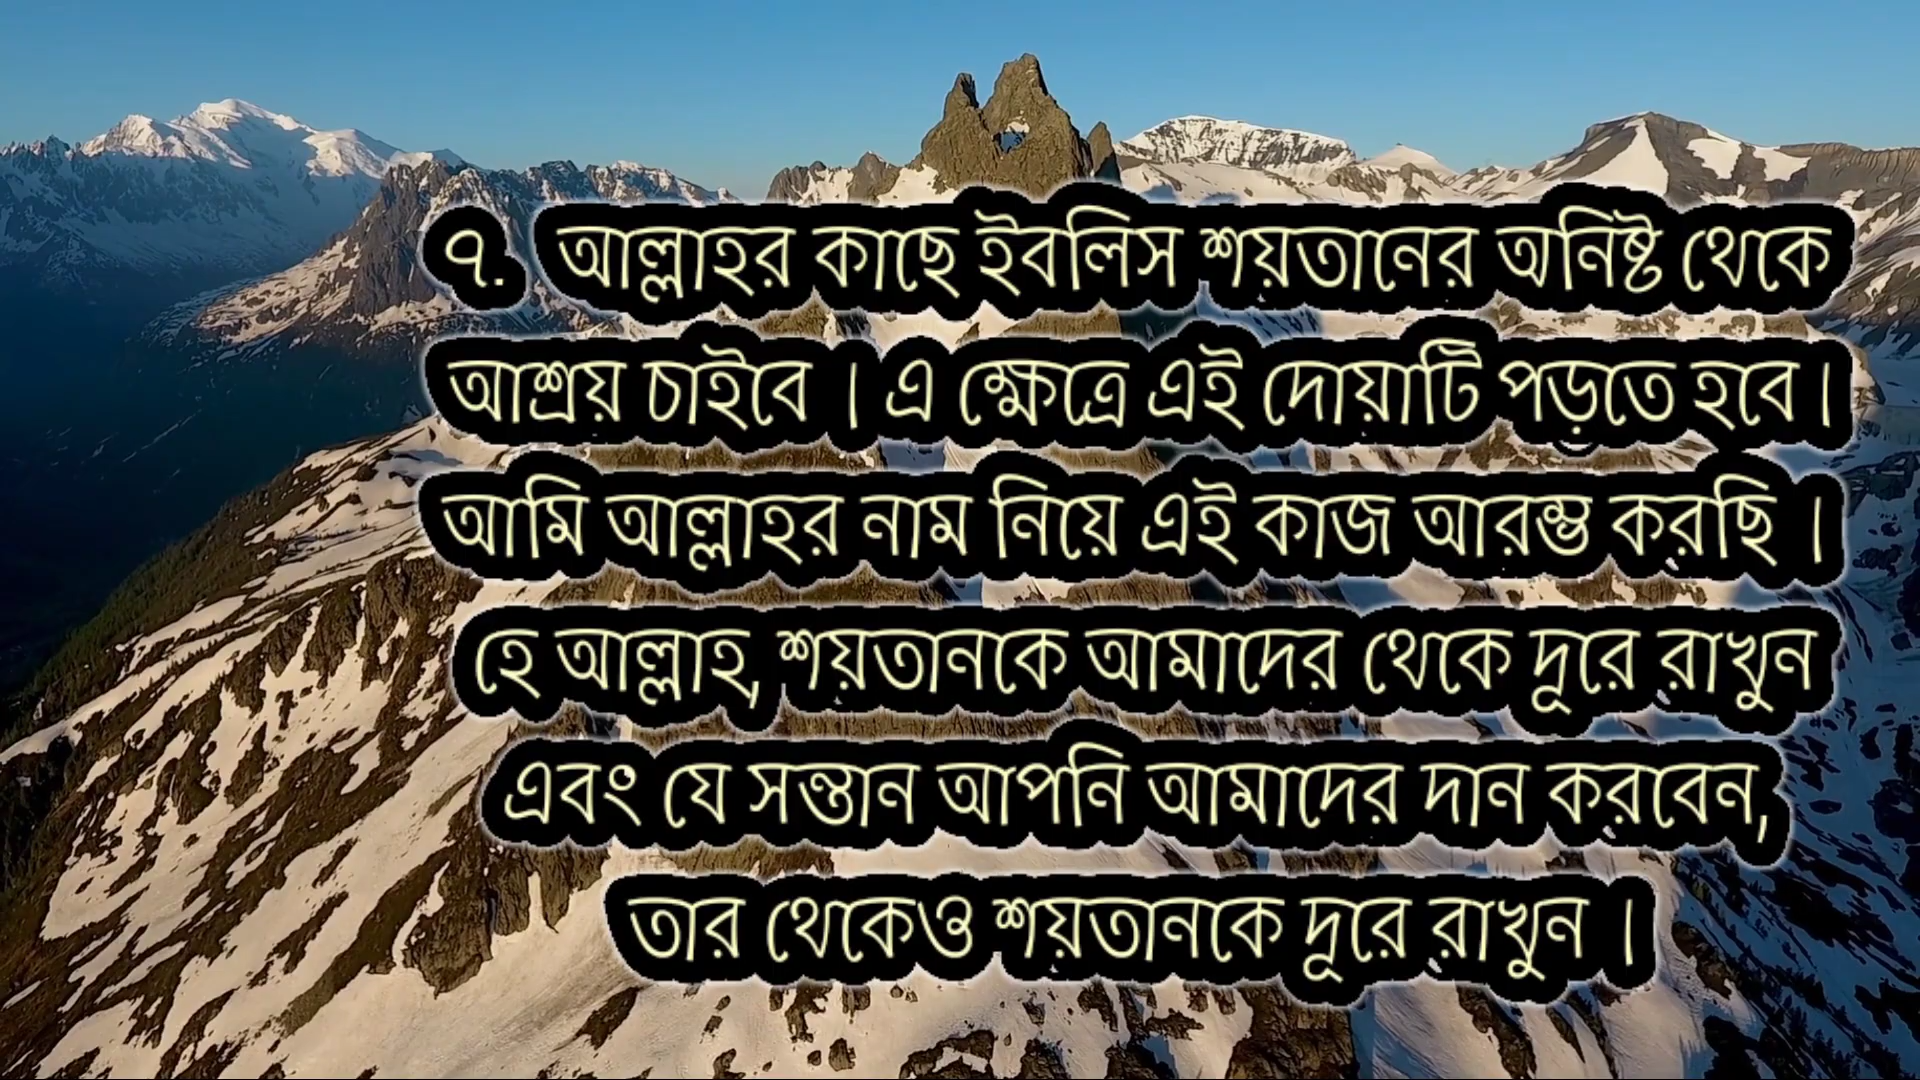 ৭. আল্লাহর কাছে ইবলিস শয়তানের অনিষ্ট থেকে
আশ্রয় চাইবে । এ ক্ষেত্রে এই দোয়াটি পড়তে হবে।
আমি আল্লাহর নাম নিয়ে এই কাজ আরম্ভ করছি ।
হে আল্লাহ, শয়তানকে আমাদের থেকে দূরে রাখুন
এবং যে সন্তান আপনি আমাদের দান করবেন,
তার থেকেও শয়তানকে দূরে রাখুন ।